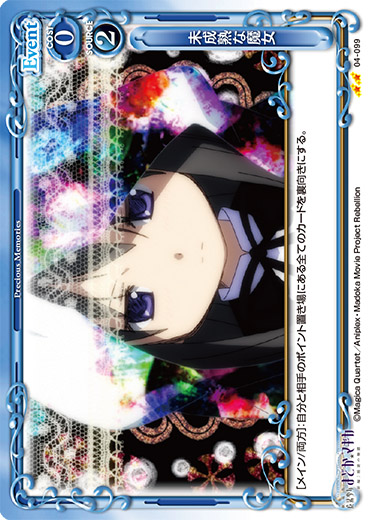 Event
COST
0
SOURCE
2
未成熟な魔女
04-099
Precious Memories
[メイン/両方]:自分と相手のポイント置き場にある全てのカードを裏向きにする。
©Magica Quartet／Aniplex・Madoka Movie Project Rebellion